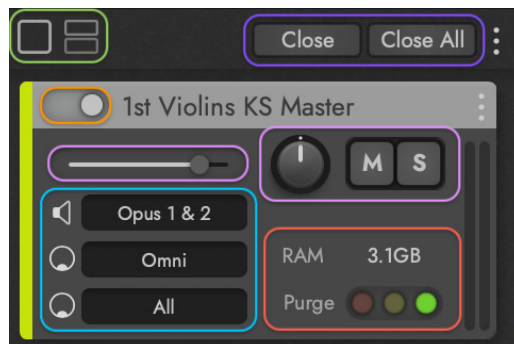 Close Close All
1st Violins KS Master
M S
Opus 1 & 2
Omni
RAM 3.1GB
All
Purge